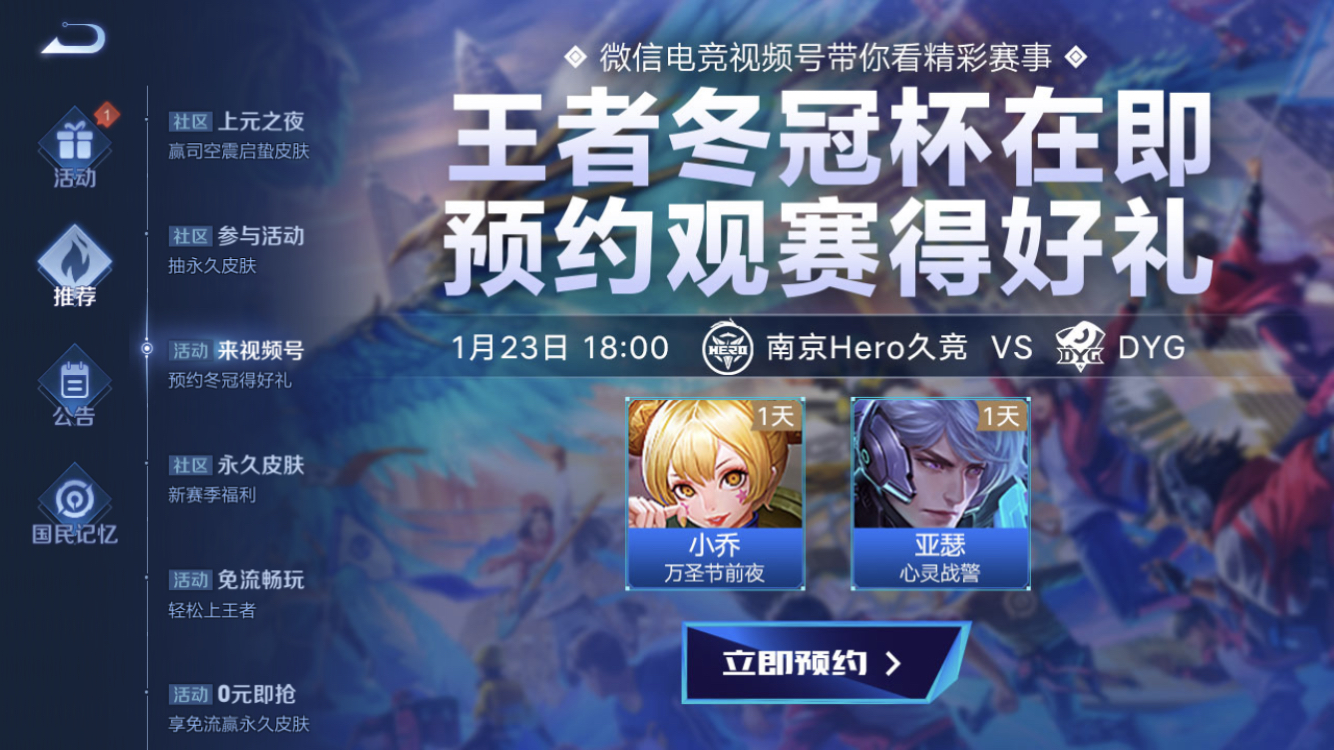 1
活动
推荐
公告
国民记忆
社区 上元之夜
赢司空震启蛰皮肤
社区 参与活动
抽永久皮肤
活动 来视频号
预约冬冠得好礼
社区 永久皮肤
新赛季福利
活动 免流畅玩
轻松上王者
活动 0元即抢
享免流赢永久皮肤
微信电竞视频号带你看精彩赛事
王者冬冠杯在即
预约观赛得好礼
1月23日 18:00 HERO 南京Hero久竞 VS DYG DYG
1天
小乔
万圣节前夜
1天
亚瑟
心灵战警
立即预约